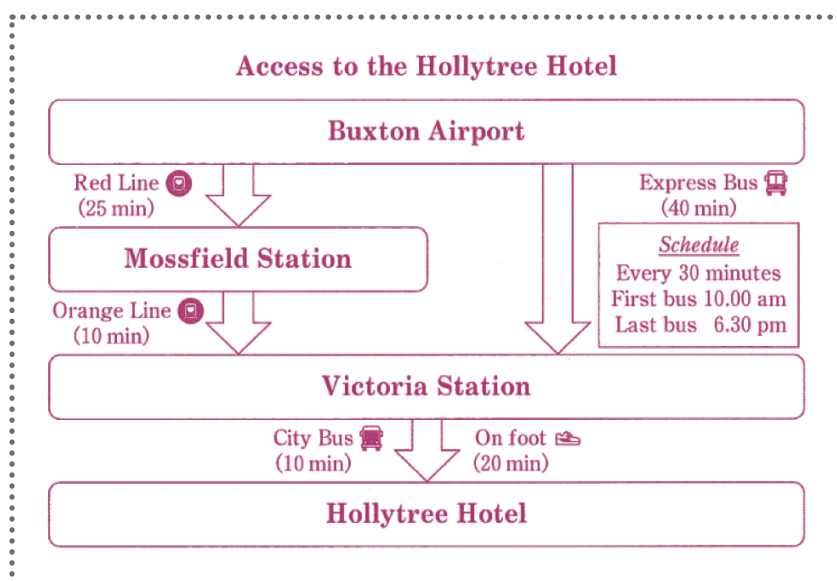 Access to the Hollytree Hotel
Buxton Airport
Red Line
(25 min)
Express Bus
(40 min)
Mossfield Station
Schedule
Every 30 minutes
First bus 10.00 am
Last bus 6.30 pm
Orange Line
(10 min)
Victoria Station
City Bus
(10 min)
On foot
(20 min)
Hollytree Hotel